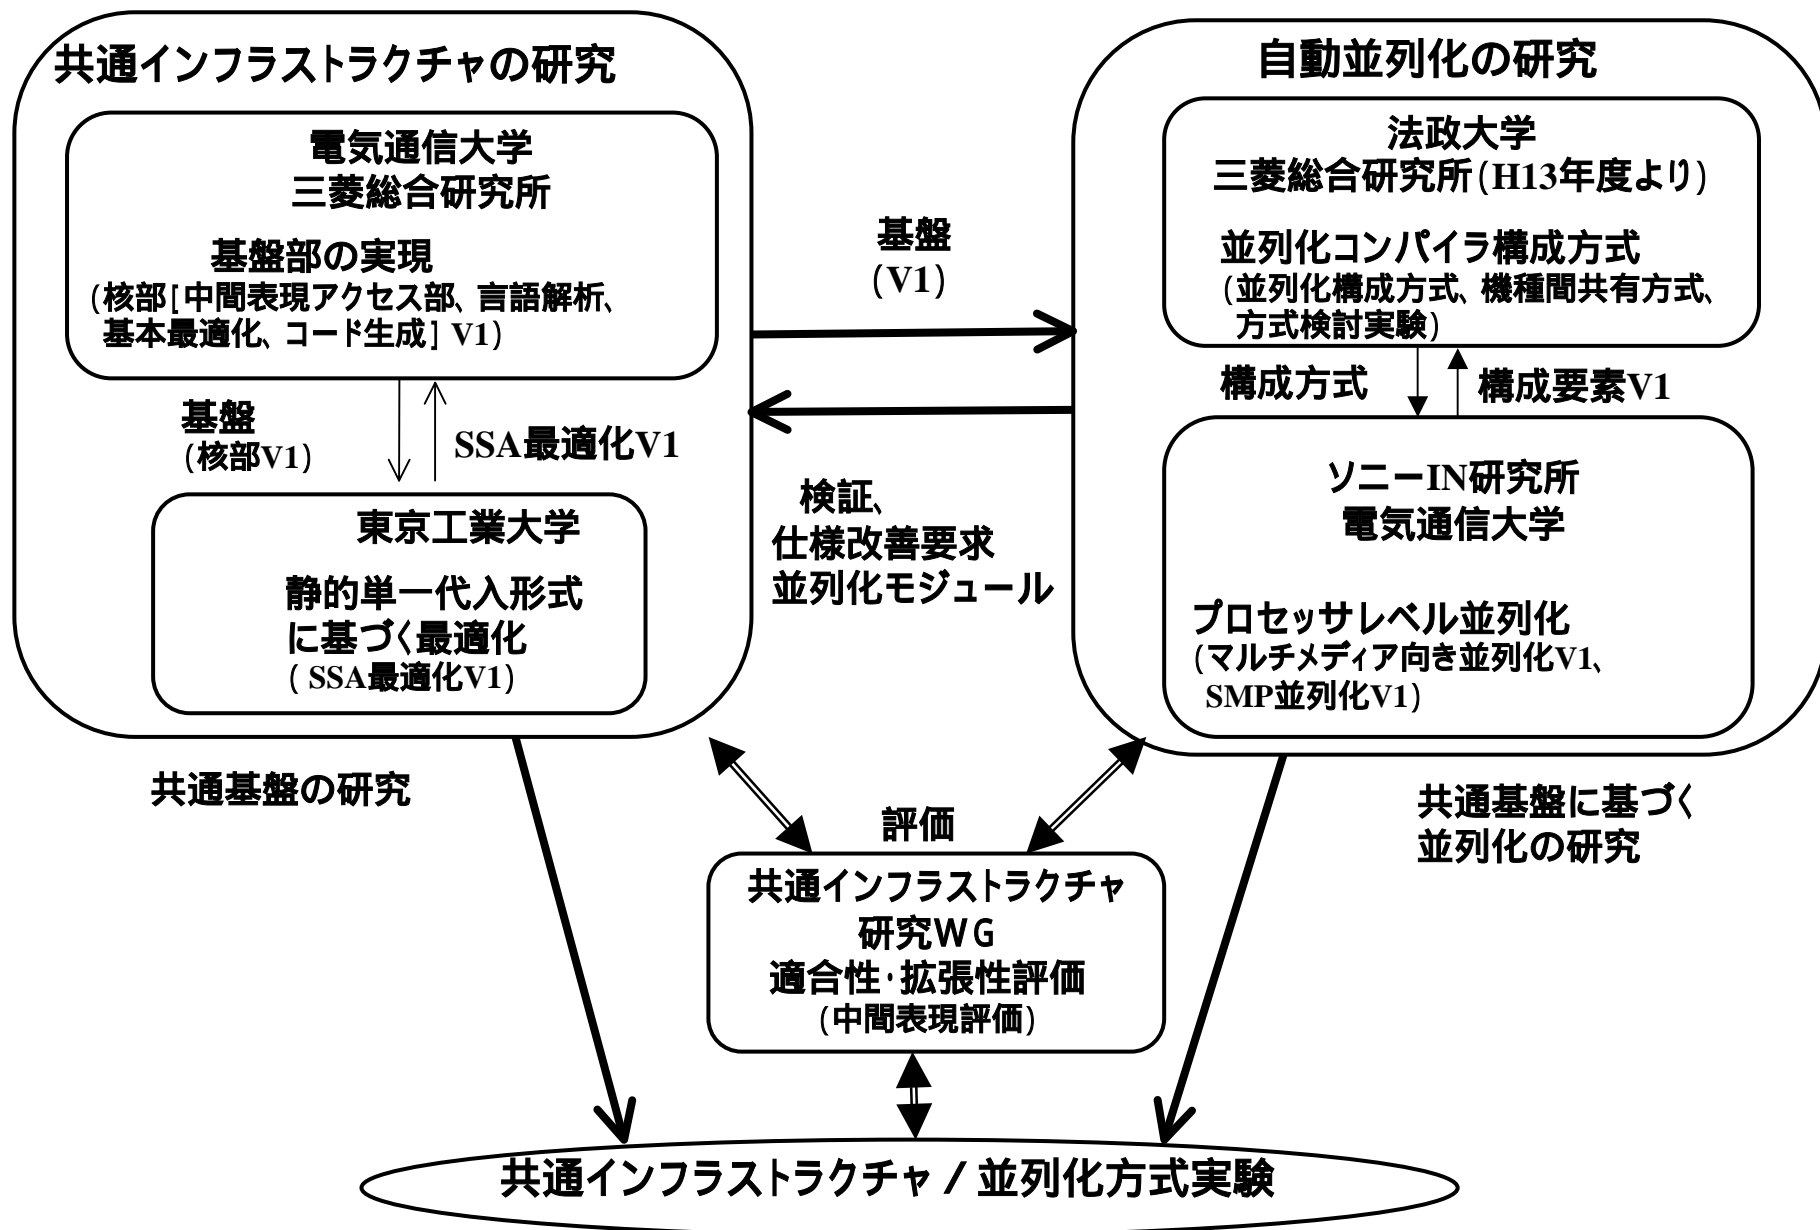 共通インフラストラクチャの研究
電気通信大学
三菱総合研究所
基盤部の実現
(核部[中間表現アクセス部、言語解析、
基本最適化、コード生成] V1)
基盤
(核部V1)
SSA最適化V1
東京工業大学
静的単一代入形式
に基づく最適化
( SSA最適化V1)
共通基盤の研究
基盤
(V1)
検証、
仕様改善要求
並列化モジュール
自動並列化の研究
法政大学
三菱総合研究所(H13年度より)
並列化コンパイラ構成方式
(並列化構成方式、機種間共有方式、
方式検討実験)
構成方式
構成要素V1
ソニーIN研究所
電気通信大学
プロセッサレベル並列化
(マルチメディア向き並列化V1、
SMP並列化V1)
共通基盤に基づく
並列化の研究
評価
共通インフラストラクチャ
研究WG
適合性・拡張性評価
(中間表現評価)
共通インフラストラクチャ/並列化方式実験